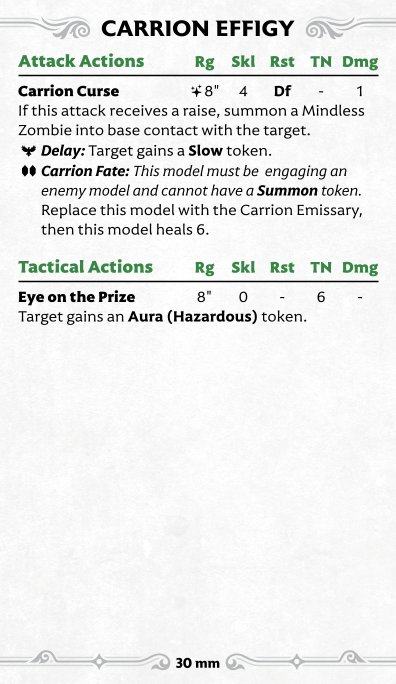 CARRION EFFIGY
Attack Actions Rg Skl Rst TN Dmg
Carrion Curse 8" 4 Df - 1
If this attack receives a raise, summon a Mindless
Zombie into base contact with the target.
Delay: Target gains a Slow token.
Carrion Fate: This model must be engaging an
enemy model and cannot have a Summon token.
Replace this model with the Carrion Emissary,
then this model heals 6.
Tactical Actions Rg Skl Rst TN Dmg
Eye on the Prize 8" 0 - 6 -
Target gains an Aura (Hazardous) token.
30 mm